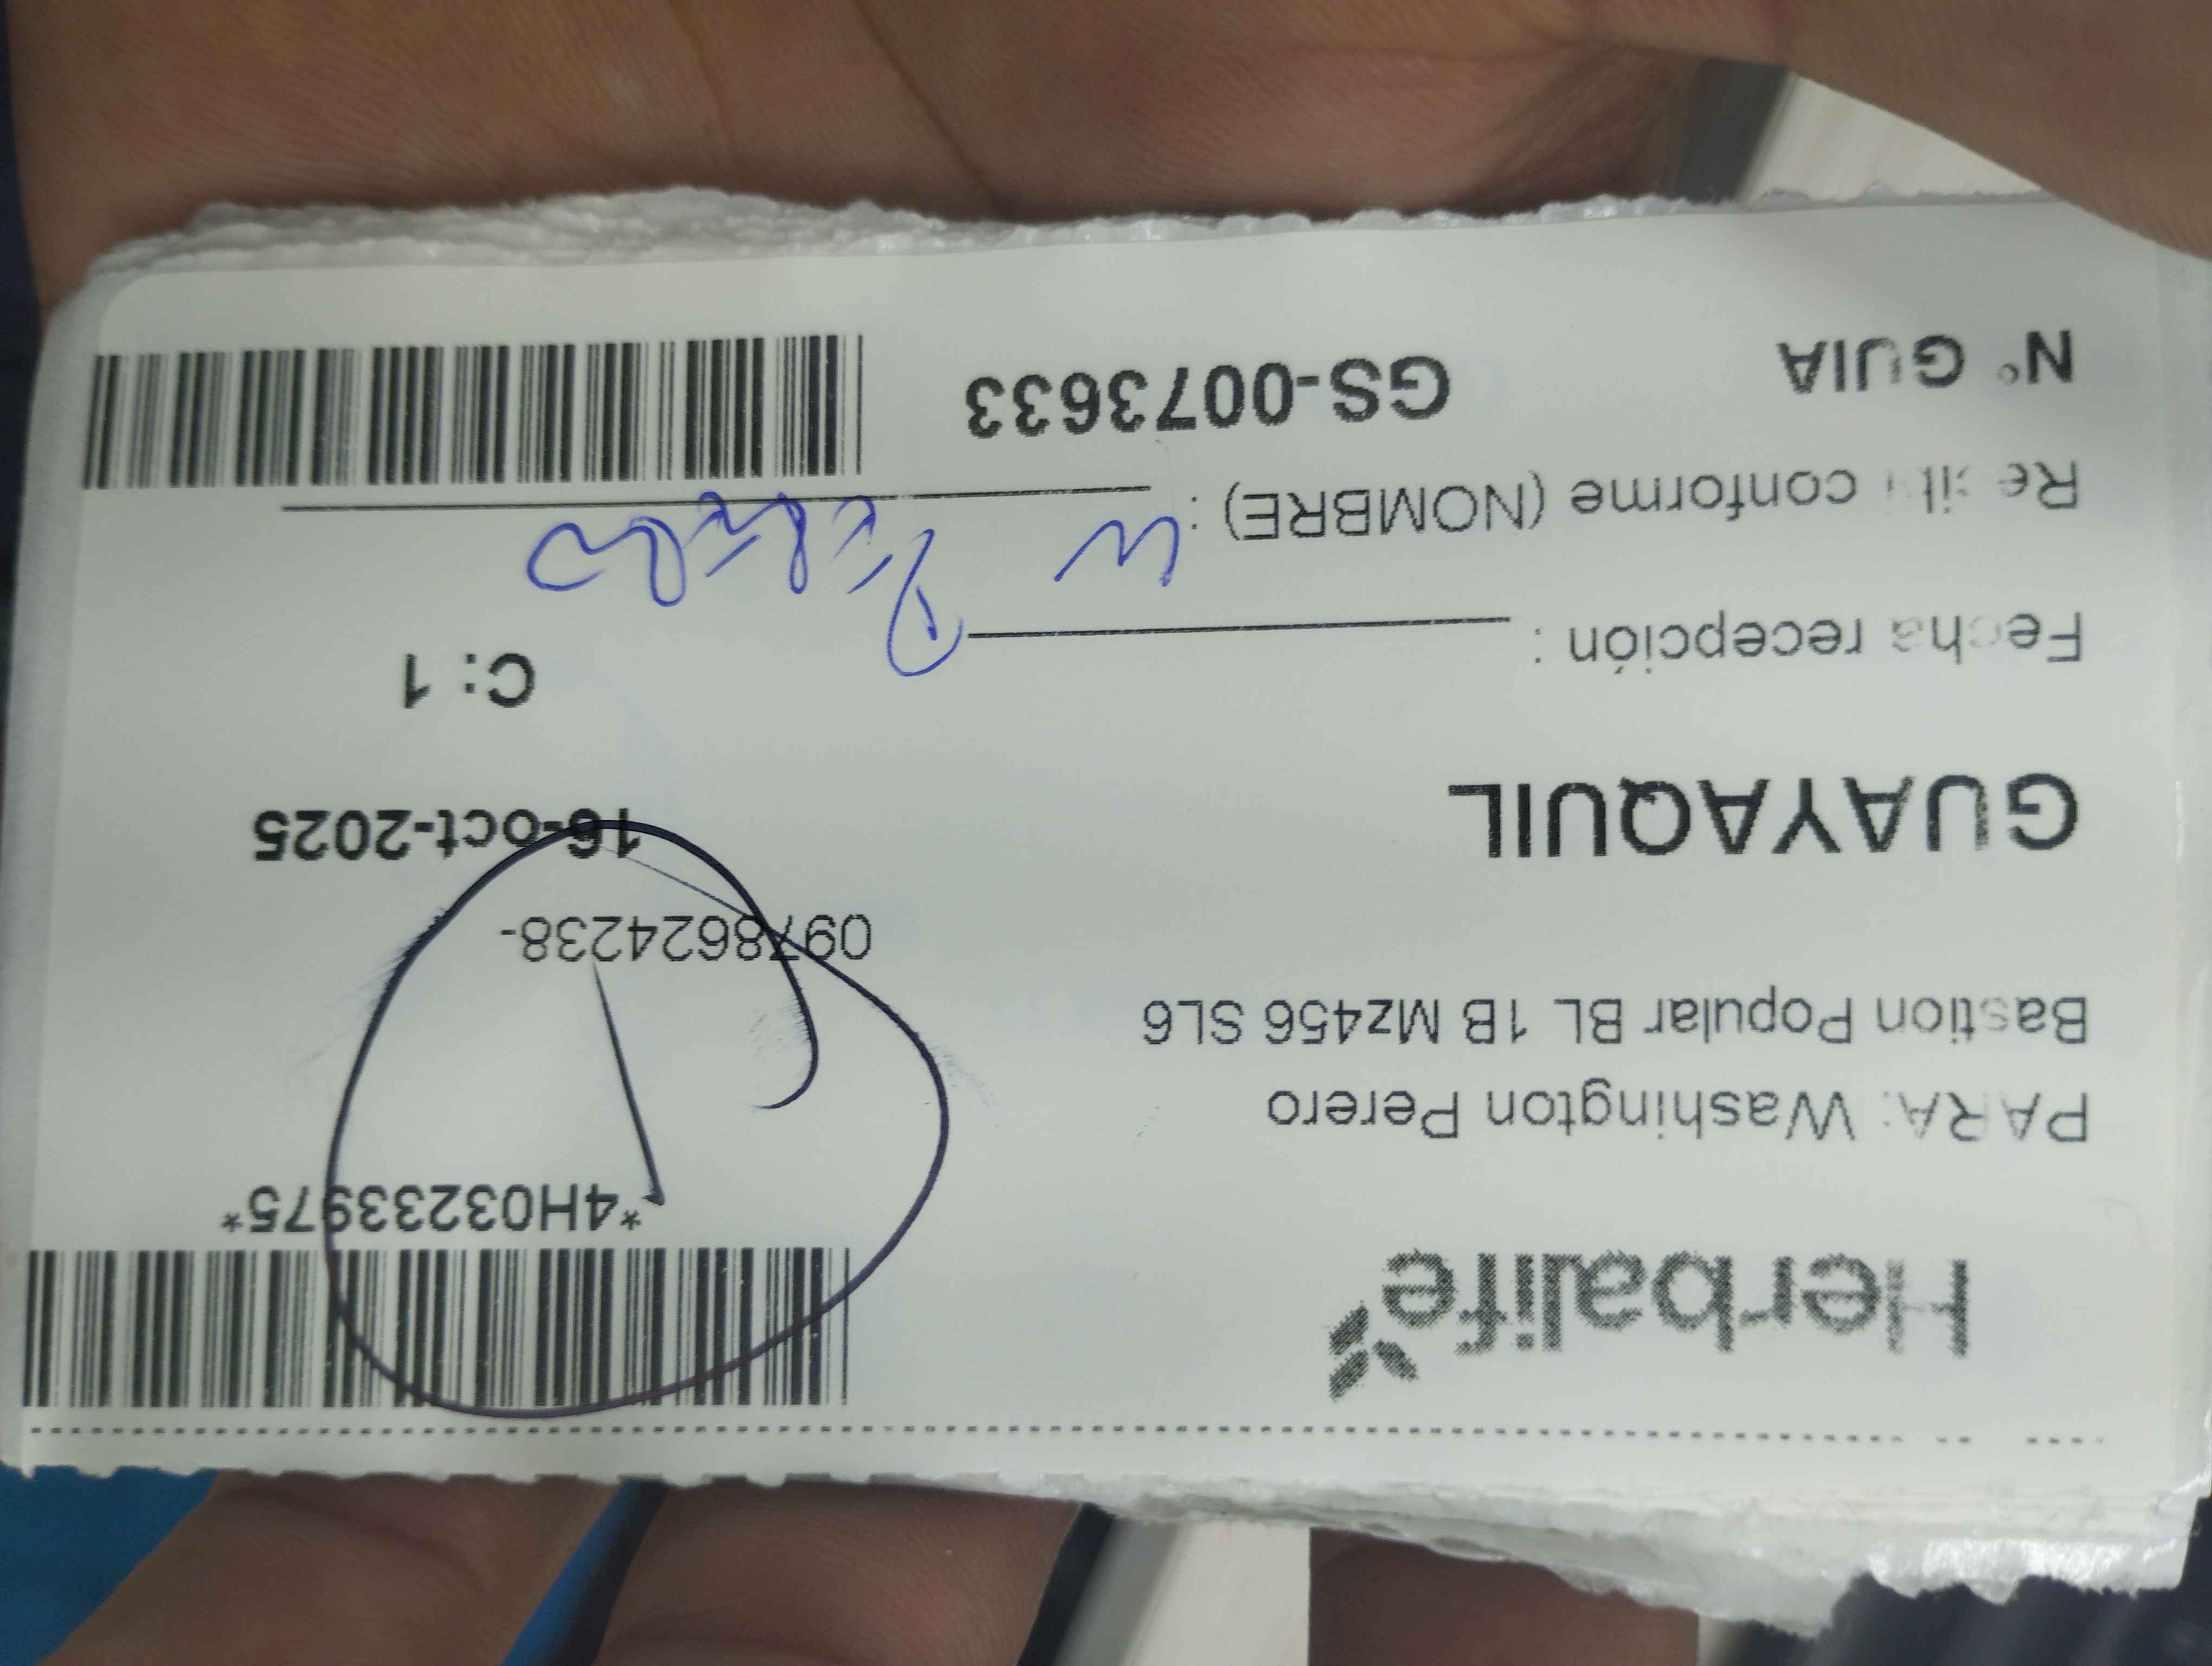 Herbalife
*4H03233975*
PARA: Washington Perero
Bastion Popular BL 1B Mz456 SL6
0978624238-
GUAYAQUIL
16-oct-2025
C: 1
Fecha recepción :
Recibí conforme (NOMBRE) : W Perero
N° GUIA GS-0073633